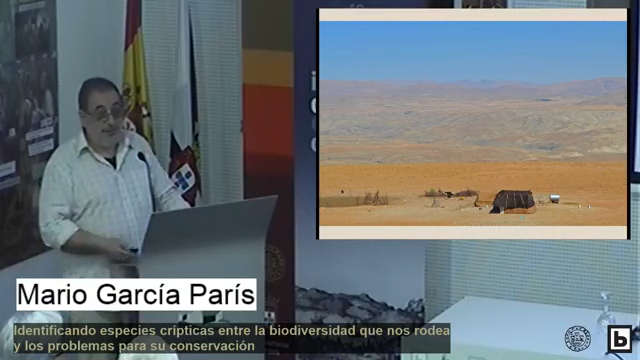 Mario García París
Identificando especies crípticas entre la biodiversidad que nos rodea
y los problemas para su conservación
b